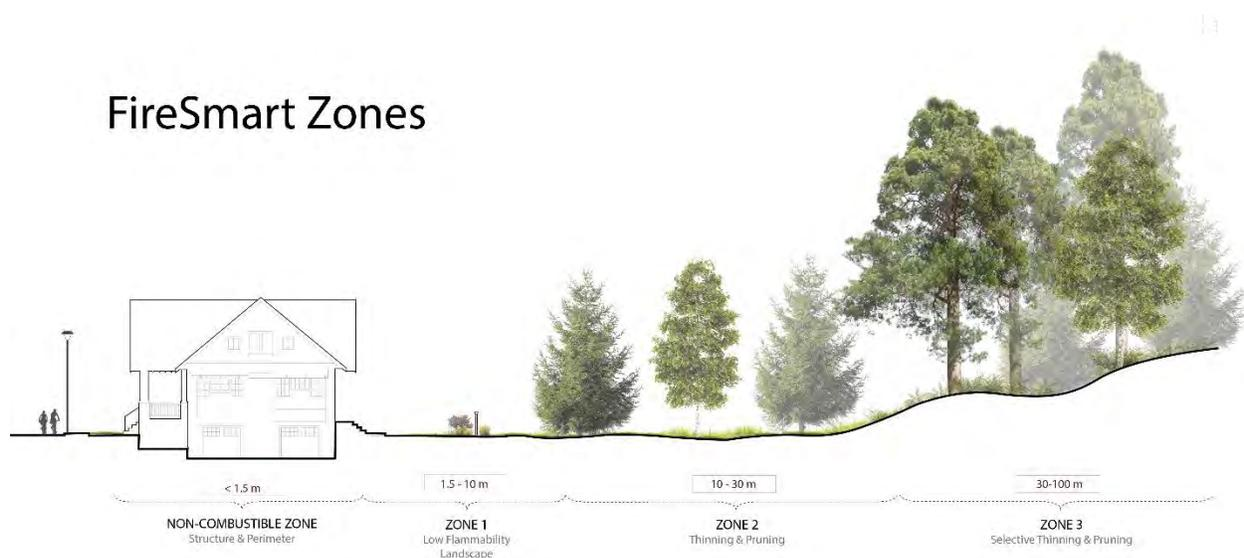 FireSmart Zones
< 1.5 m
1.5 - 10 m
10 - 30 m
30-100 m
NON-COMBUSTIBLE ZONE
Structure & Perimeter
ZONE 1
Low Flammability
Landscape
ZONE 2
Thinning & Pruning
ZONE 3
Selective Thinning & Pruning